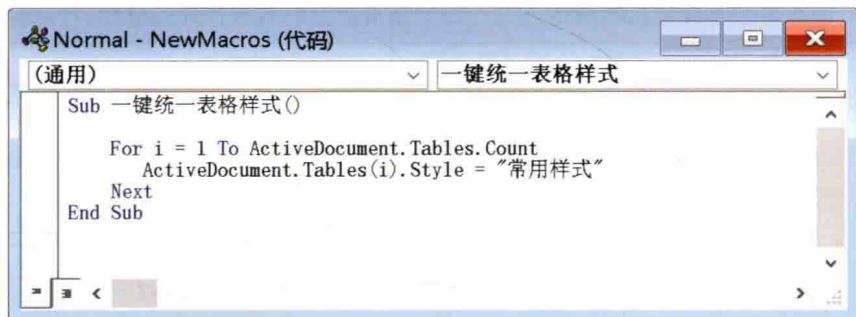 Normal - NewMacros (代码)
(通用) 一键统一表格样式
Sub 一键统一表格样式()
For i = 1 To ActiveDocument.Tables.Count
ActiveDocument.Tables(i).Style = "常用样式"
Next
End Sub